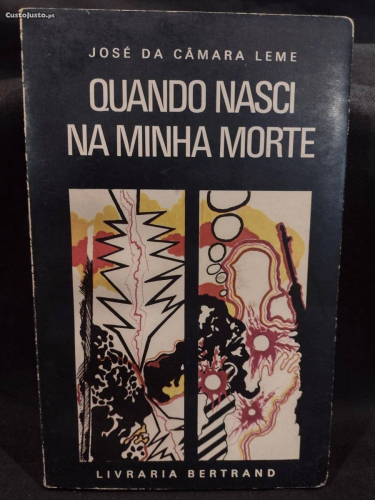 CustoJusto.pt
JOSÉ DA CÂMARA LEME
QUANDO NASCI
NA MINHA MORTE
LIVRARIA BERTRAND